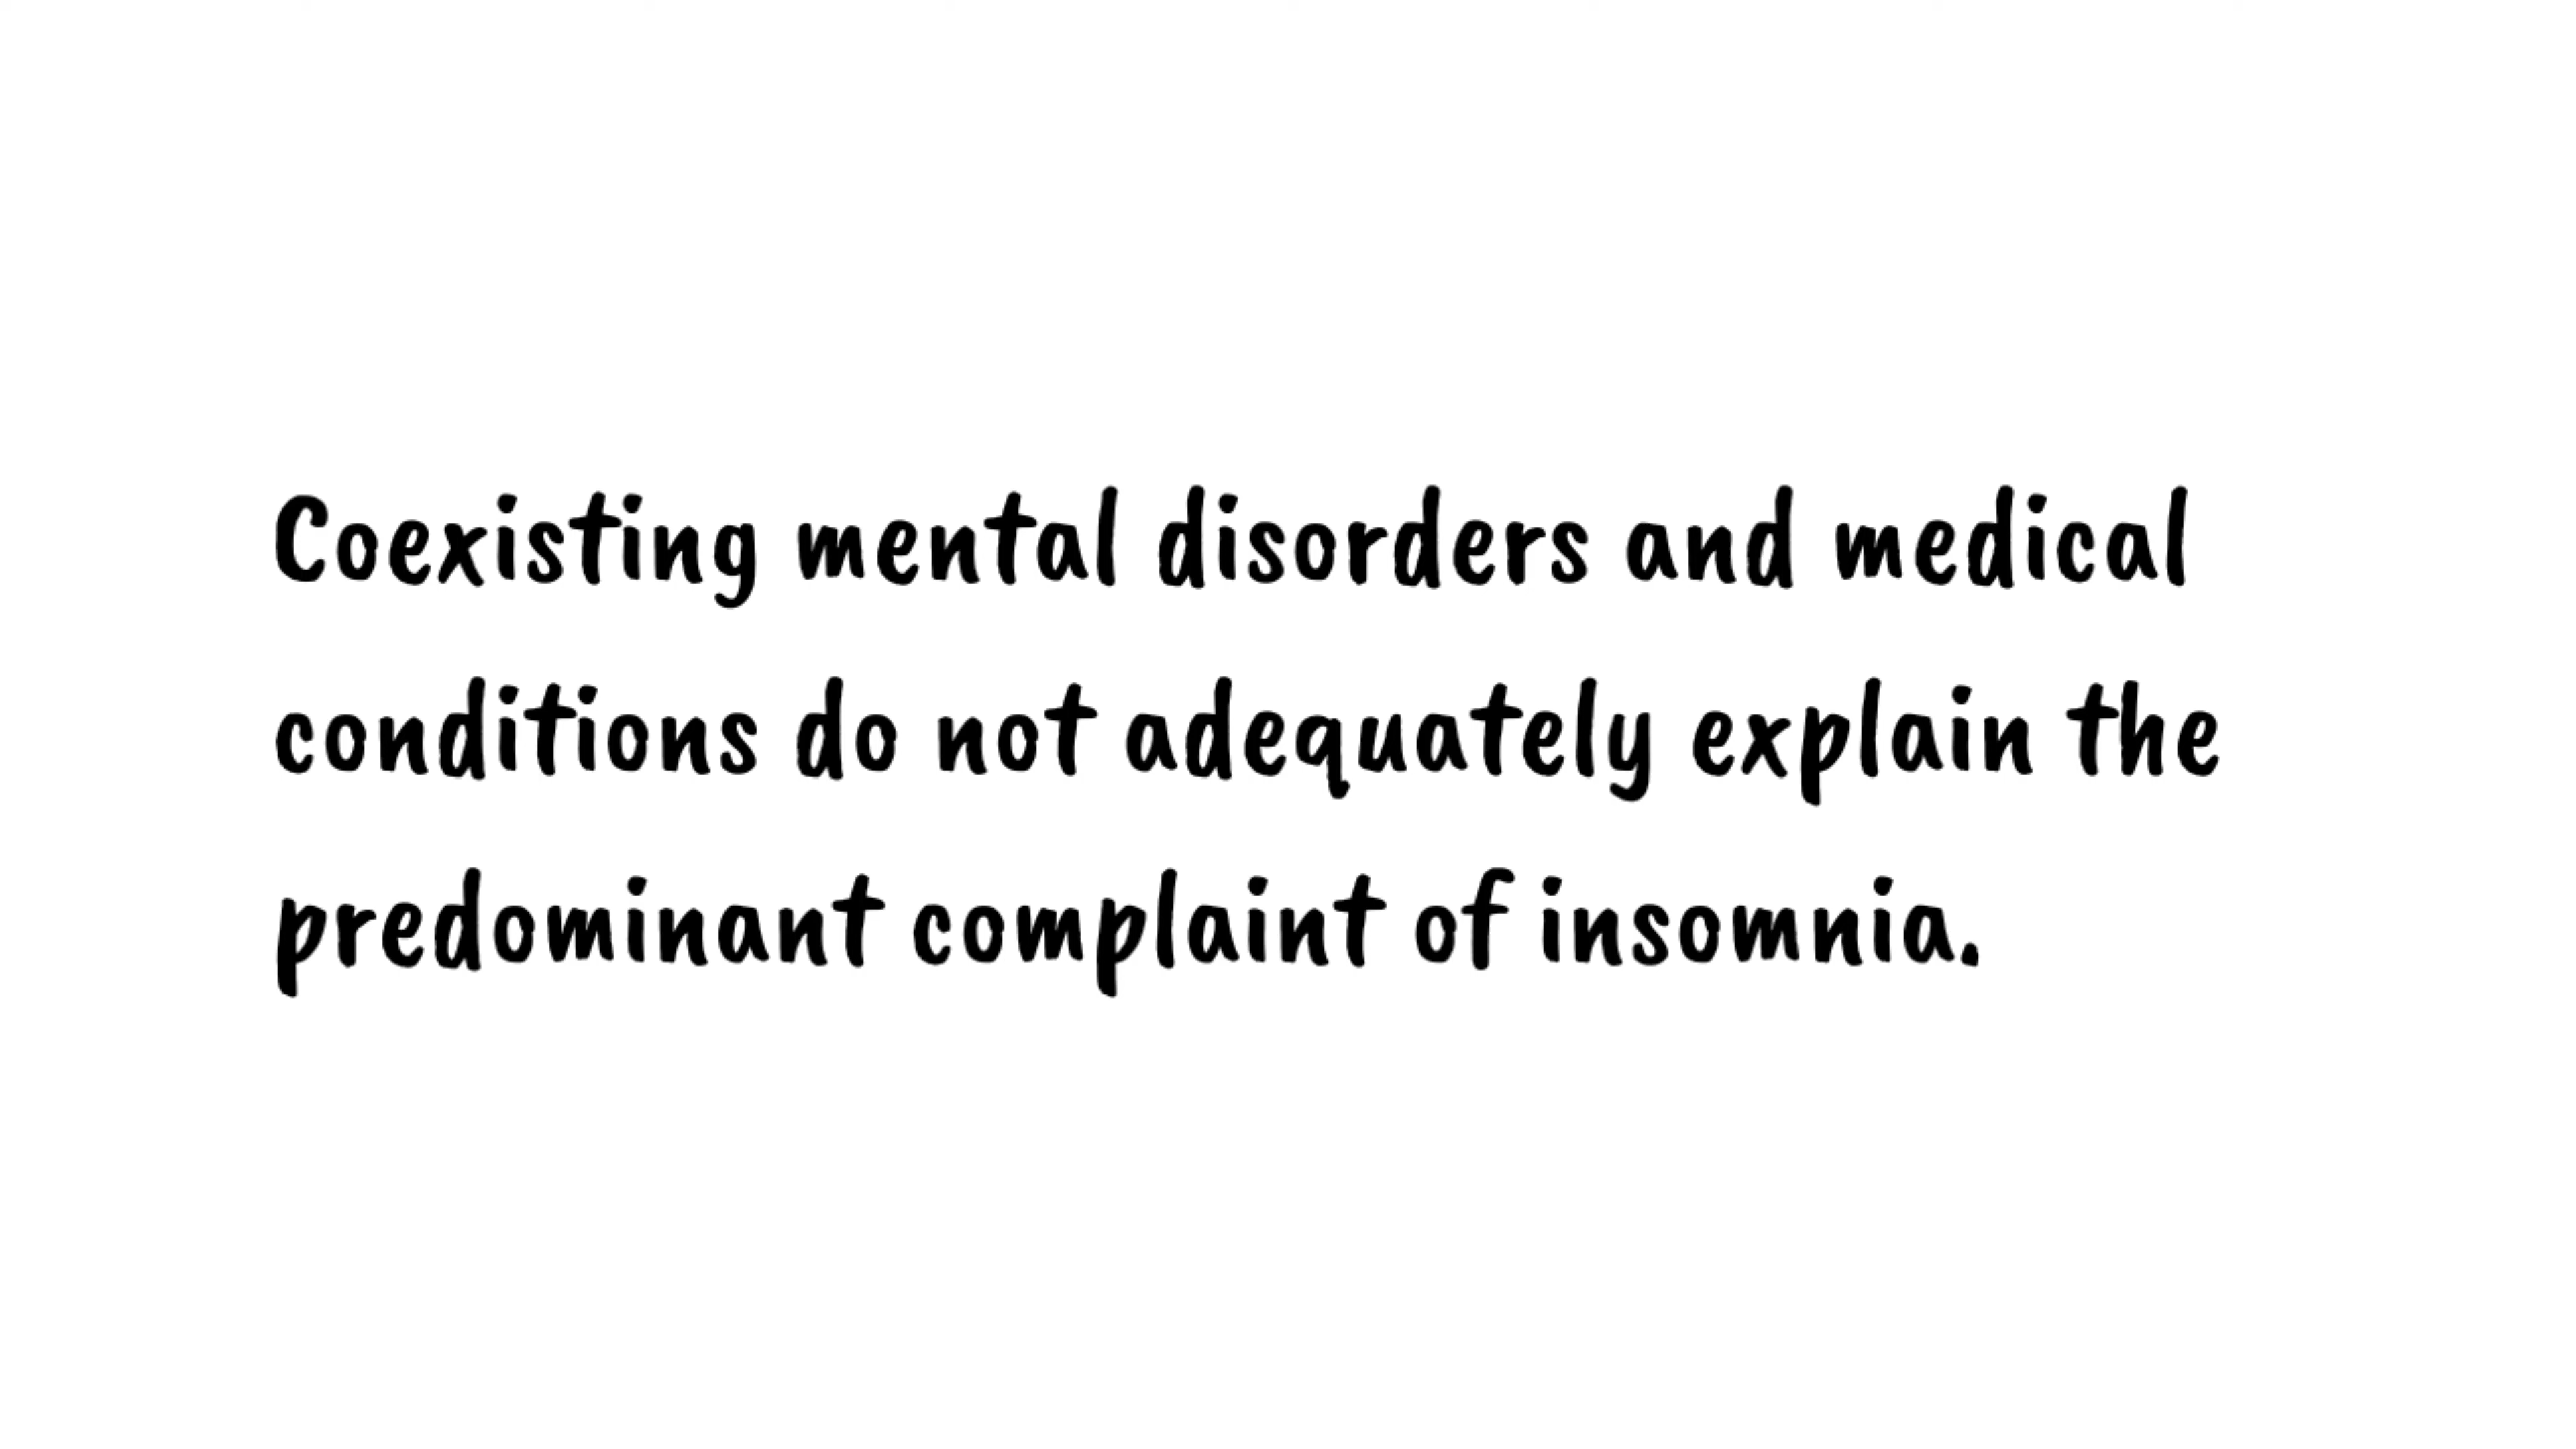 Coexisting mental disorders and medical
conditions do not adequately explain the
predominant complaint of insomnia.